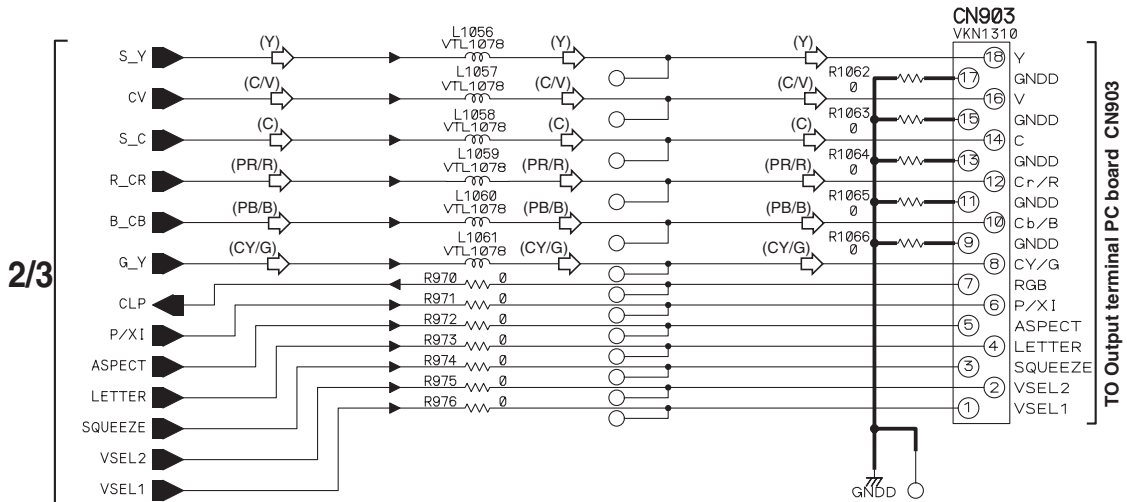 CN903
VKN1310
S_Y (Y) L1056 VTL1078 (Y) (Y) 18 Y
R1062 0 17 GNDD
CV (C/V) L1057 VTL1078 (C/V) (C/V) 16 V
R1063 0 15 GNDD
S_C (C) L1058 VTL1078 (C) (C) 14 C
R1064 0 13 GNDD
R_CR (PR/R) L1059 VTL1078 (PR/R) (PR/R) 12 Cr/R
R1065 0 11 GNDD
B_CB (PB/B) L1060 VTL1078 (PB/B) (PB/B) 10 Cb/B
R1066 0 9 GNDD
G_Y (CY/G) L1061 VTL1078 (CY/G) (CY/G) 8 CY/G
2/3
CLP R970 0 7 RGB
P/XI R971 0 6 P/XI
ASPECT R972 0 5 ASPECT
LETTER R973 0 4 LETTER
SQUEEZE R974 0 3 SQUEEZE
VSEL2 R975 0 2 VSEL2
VSEL1 R976 0 1 VSEL1
GNDD
TO Output terminal PC board CN903